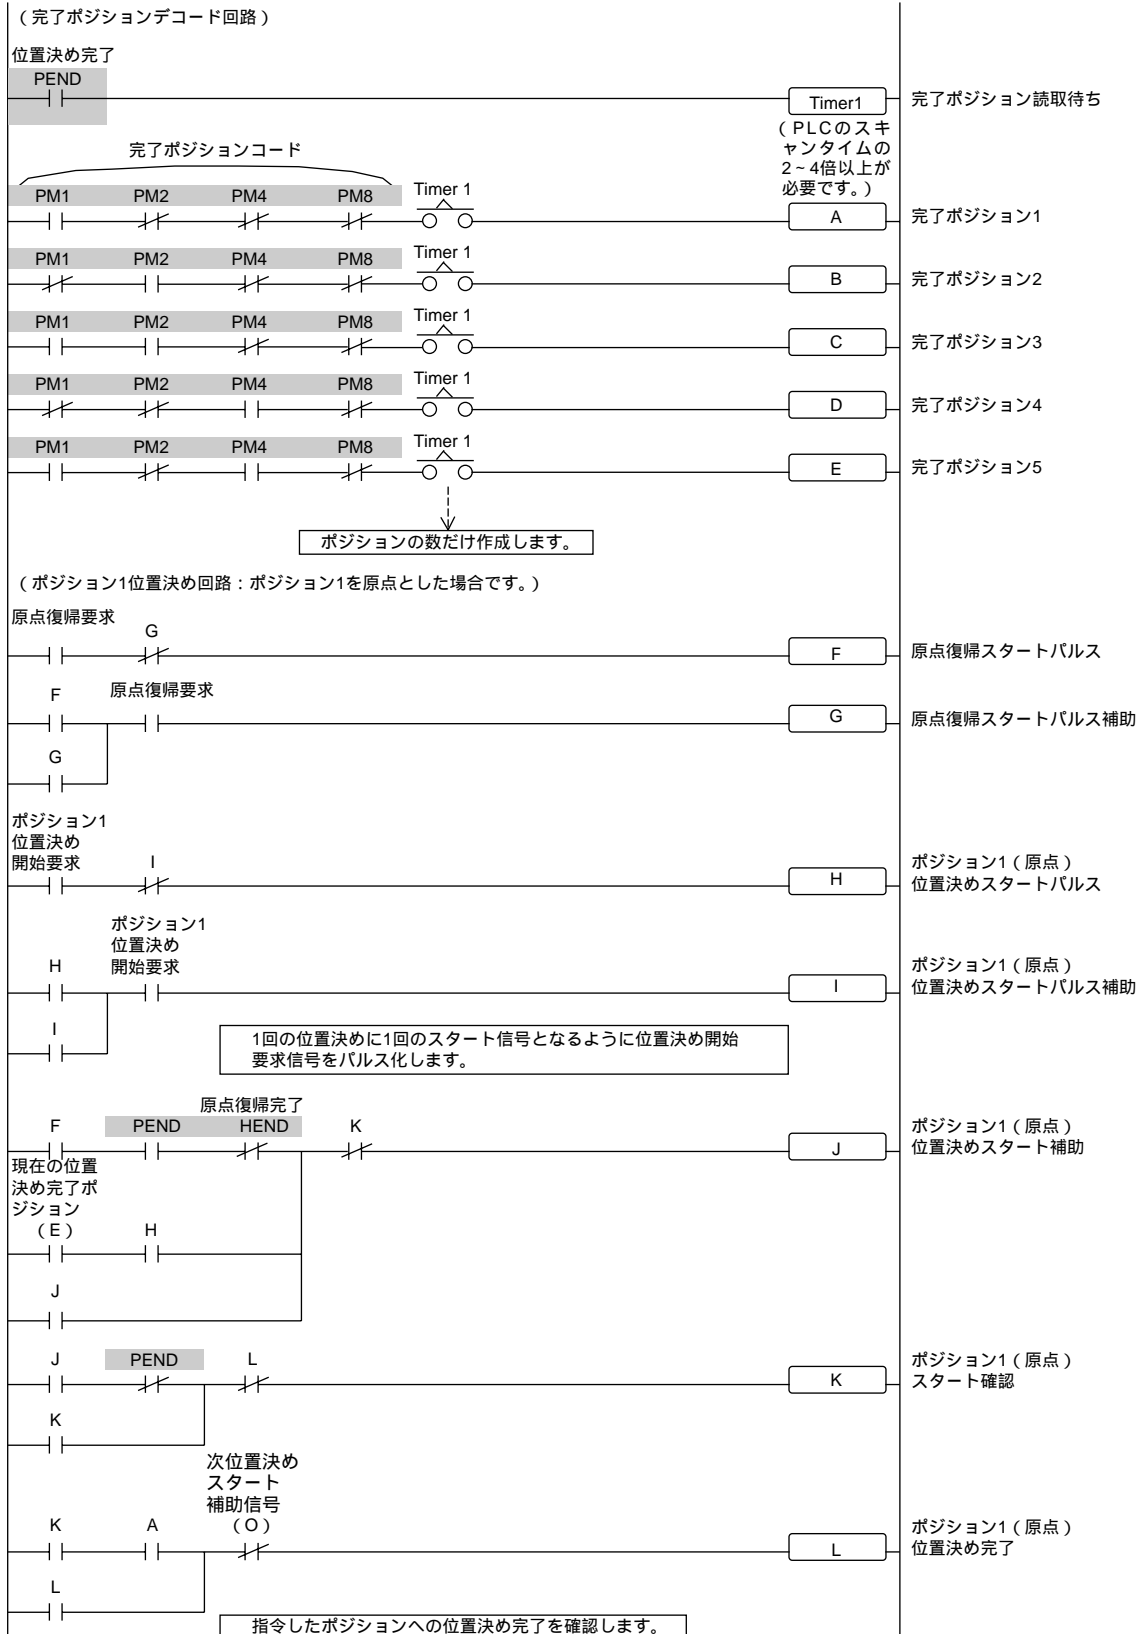 （完了ポジションデコード回路）
位置決め完了
PEND
Timer1
完了ポジション読取待ち
（PLCのスキ
ャンタイムの
2~4倍以上が
必要です。）
完了ポジションコード
PM1 PM2 PM4 PM8 Timer 1
A
完了ポジション1
PM1 PM2 PM4 PM8 Timer 1
B
完了ポジション2
PM1 PM2 PM4 PM8 Timer 1
C
完了ポジション3
PM1 PM2 PM4 PM8 Timer 1
D
完了ポジション4
PM1 PM2 PM4 PM8 Timer 1
E
完了ポジション5
ポジションの数だけ作成します。
（ポジション1位置決め回路：ポジション1を原点とした場合です。）
原点復帰要求
G
F
原点復帰スタートパルス
F
原点復帰要求
G
原点復帰スタートパルス補助
G
ポジション1
位置決め
開始要求
I
H
ポジション1（原点）
位置決めスタートパルス
ポジション1
位置決め
開始要求
H
I
ポジション1（原点）
位置決めスタートパルス補助
I
1回の位置決めに1回のスタート信号となるように位置決め開始
要求信号をパルス化します。
原点復帰完了
F PEND HEND K
J
ポジション1（原点）
位置決めスタート補助
現在の位置
決め完了ポ
ジション
（E）
H
J
J PEND L
K
ポジション1（原点）
スタート確認
K
次位置決め
スタート
補助信号
（O）
K A
L
ポジション1（原点）
位置決め完了
L
指令したポジションへの位置決め完了を確認します。